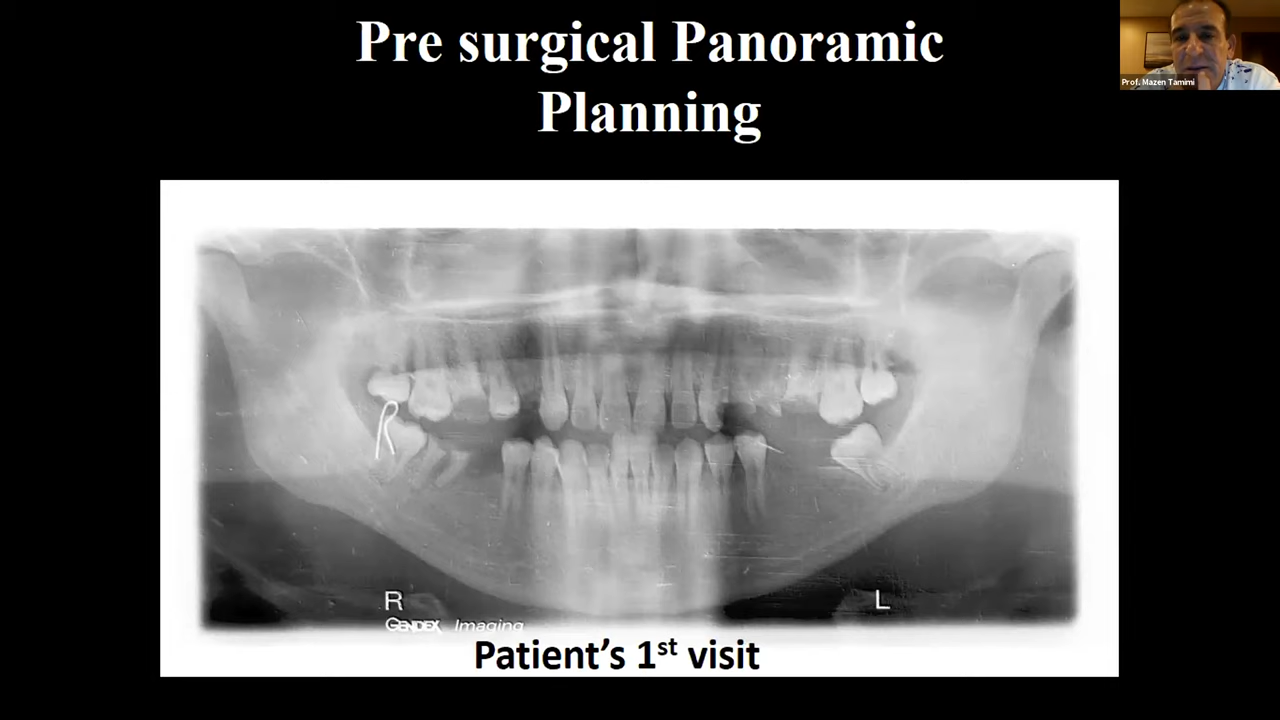 Pre surgical Panoramic
Planning
Prof. Mazen Tamimi
R
L
GENDEX Imaging
Patient's 1st visit